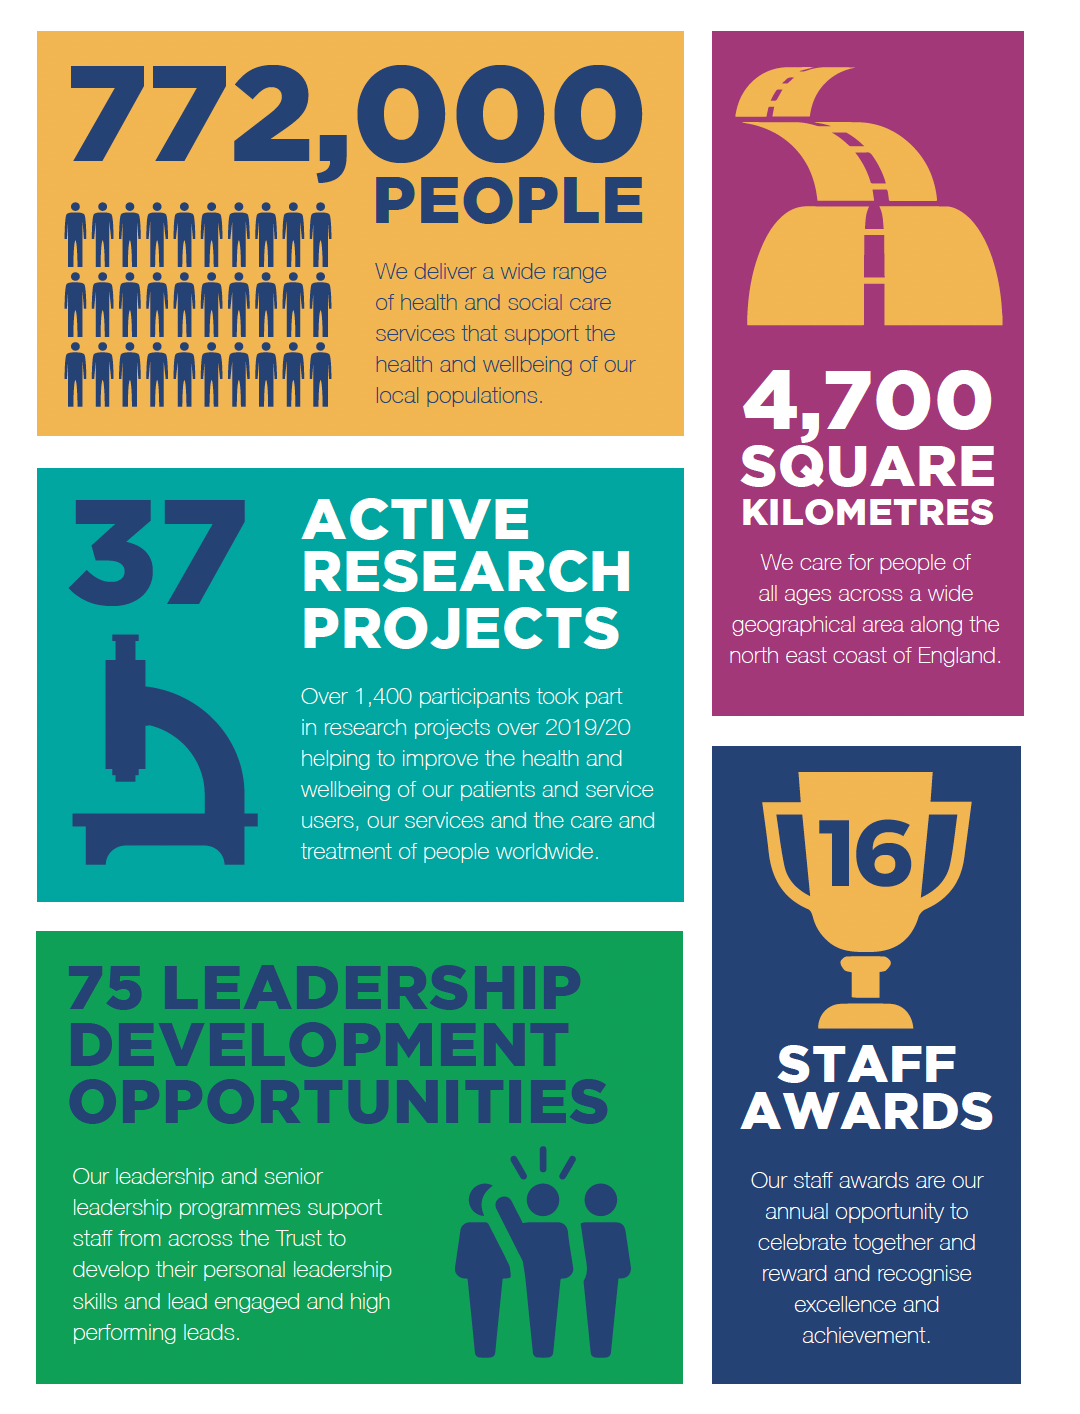 772,000
PEOPLE
We deliver a wide range
of health and social care
services that support the
health and wellbeing of our
local populations.
4,700
SQUARE
KILOMETRES
We care for people of
all ages across a wide
geographical area along the
north east coast of England.
37
ACTIVE
RESEARCH
PROJECTS
Over 1,400 participants took part
in research projects over 2019/20
helping to improve the health and
wellbeing of our patients and service
users, our services and the care and
treatment of people worldwide.
16
STAFF
AWARDS
Our staff awards are our
annual opportunity to
celebrate together and
reward and recognise
excellence and
achievement.
75 LEADERSHIP
DEVELOPMENT
OPPORTUNITIES
Our leadership and senior
leadership programmes support
staff from across the Trust to
develop their personal leadership
skills and lead engaged and high
performing leads.